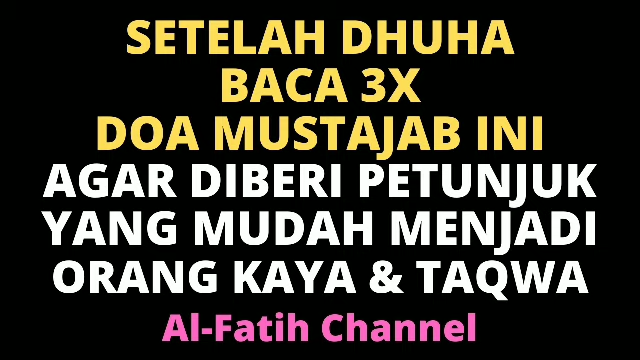 SETELAH DHUHA
BACA 3X
DOA MUSTAJAB INI
AGAR DIBERI PETUNJUK
YANG MUDAH MENJADI
ORANG KAYA & TAQWA
Al-Fatih Channel